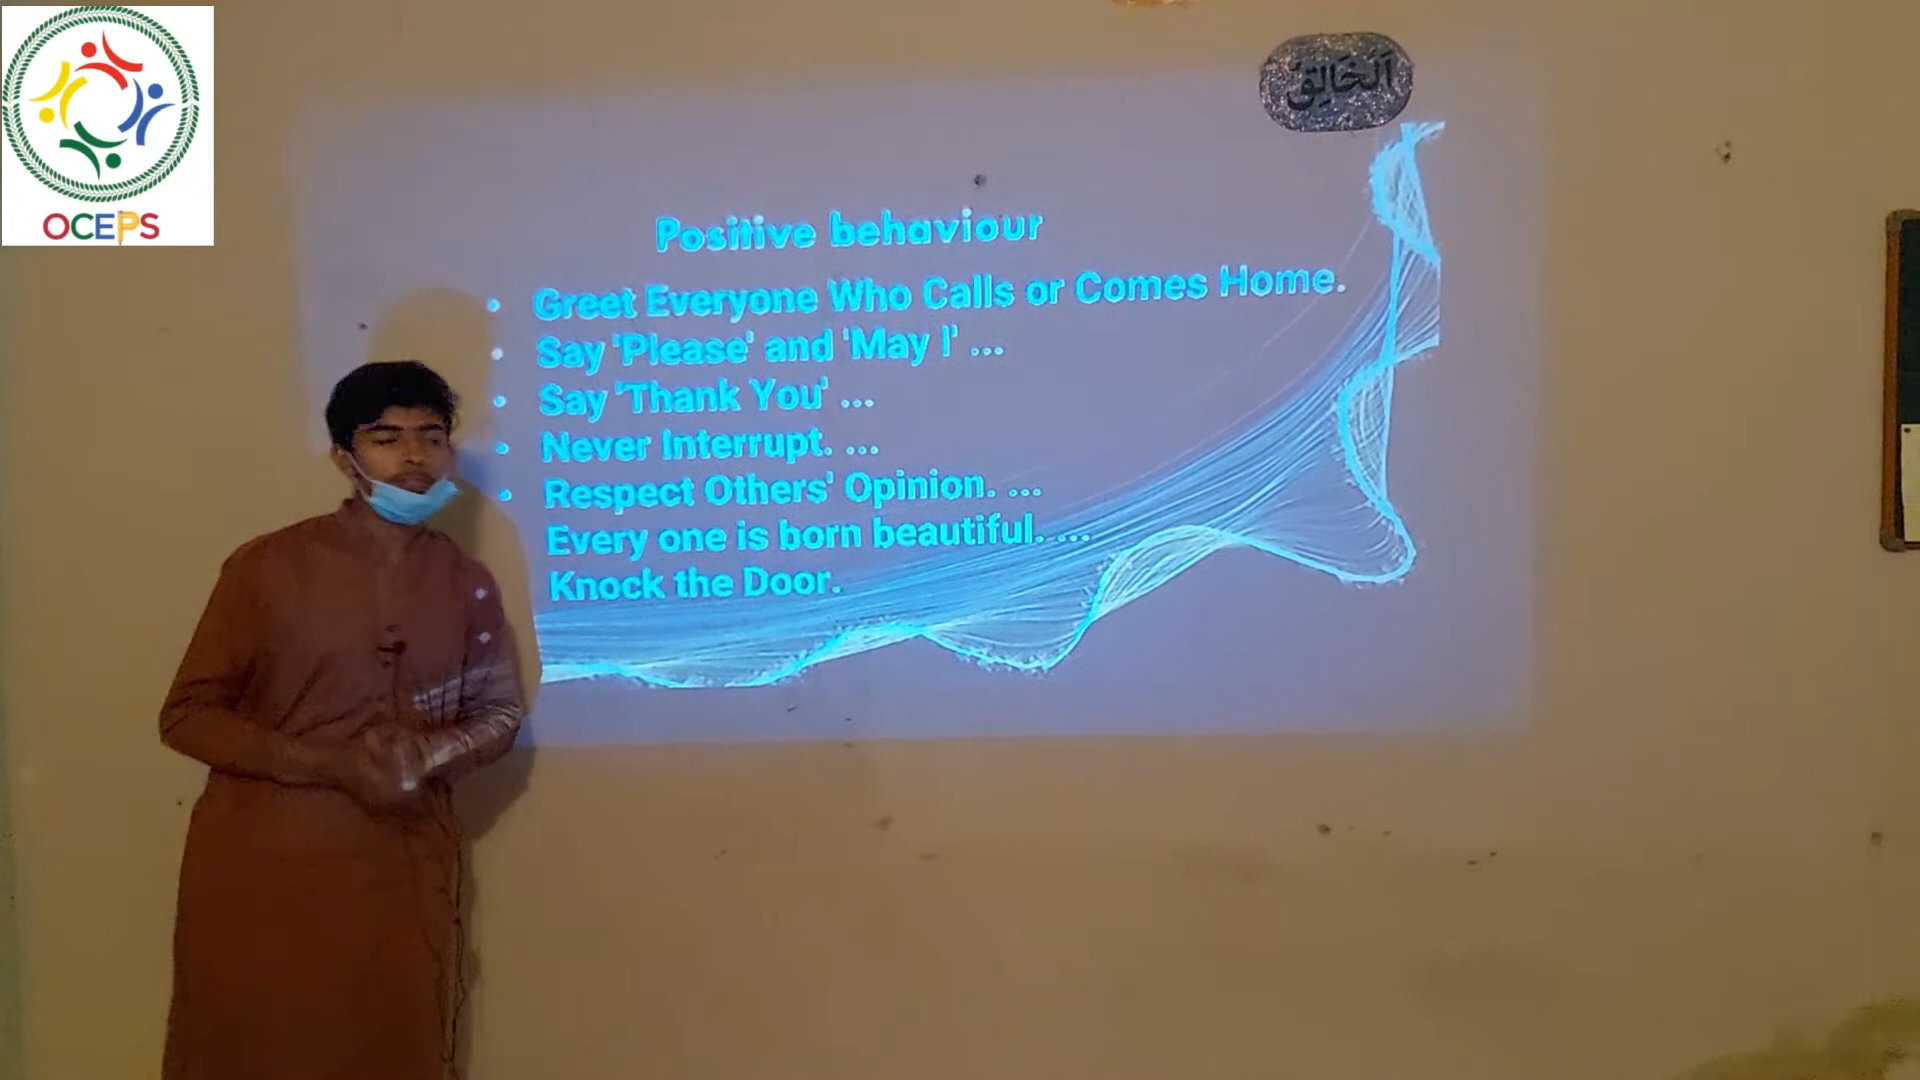 OCEPS
اَلْخَالِقُ
Positive behaviour
• Greet Everyone Who Calls or Comes Home.
• Say 'Please' and 'May I' ...
• Say 'Thank You' ...
• Never Interrupt. ...
• Respect Others' Opinion. ...
Every one is born beautiful. ...
Knock the Door.